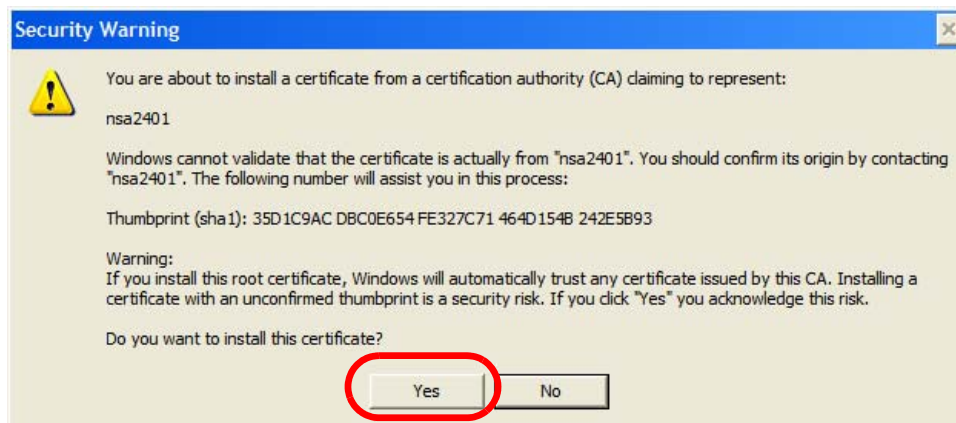 Security Warning
You are about to install a certificate from a certification authority (CA) claiming to represent:
nsa2401
Windows cannot validate that the certificate is actually from "nsa2401". You should confirm its origin by contacting
"nsa2401". The following number will assist you in this process:
Thumbprint (sha1): 35D1C9AC DBC0E654 FE327C71 464D154B 242E5B93
Warning:
If you install this root certificate, Windows will automatically trust any certificate issued by this CA. Installing a
certificate with an unconfirmed thumbprint is a security risk. If you click "Yes" you acknowledge this risk.
Do you want to install this certificate?
Yes
No